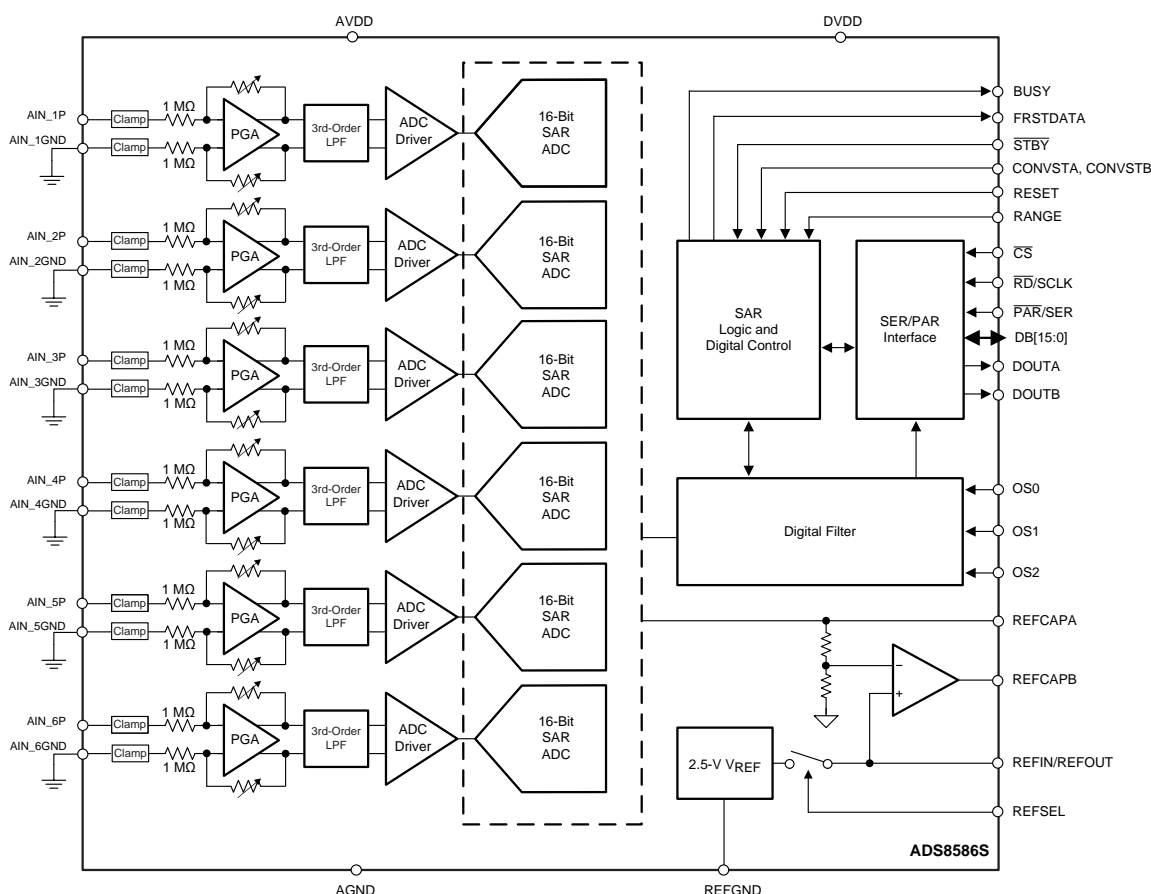 AVDD
DVDD
AIN_1P
AIN_1GND
Clamp
Clamp
1 MΩ
1 MΩ
PGA
3rd-Order
LPF
ADC
Driver
16-Bit
SAR
ADC
AIN_2P
AIN_2GND
Clamp
Clamp
1 MΩ
1 MΩ
PGA
3rd-Order
LPF
ADC
Driver
16-Bit
SAR
ADC
AIN_3P
AIN_3GND
Clamp
Clamp
1 MΩ
1 MΩ
PGA
3rd-Order
LPF
ADC
Driver
16-Bit
SAR
ADC
AIN_4P
AIN_4GND
Clamp
Clamp
1 MΩ
1 MΩ
PGA
3rd-Order
LPF
ADC
Driver
16-Bit
SAR
ADC
AIN_5P
AIN_5GND
Clamp
Clamp
1 MΩ
1 MΩ
PGA
3rd-Order
LPF
ADC
Driver
16-Bit
SAR
ADC
AIN_6P
AIN_6GND
Clamp
Clamp
1 MΩ
1 MΩ
PGA
3rd-Order
LPF
ADC
Driver
16-Bit
SAR
ADC
BUSY
FRSTDATA
S̅T̅B̅Y̅
CONVSTA, CONVSTB
RESET
RANGE
C̅S̅
R̅D̅/SCLK
P̅A̅R̅/SER
DB[15:0]
DOUTA
DOUTB
SAR
Logic and
Digital Control
SER/PAR
Interface
Digital Filter
OS0
OS1
OS2
REFCAPA
−
+
REFCAPB
2.5-V VREF
REFIN/REFOUT
REFSEL
ADS8586S
AGND
REFGND